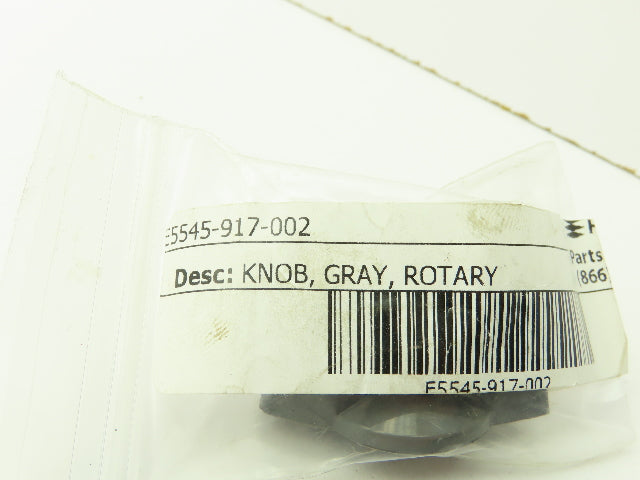 E5545-917-002
H
Desc: KNOB, GRAY, ROTARY
Parts
(866)
E5545-917-002